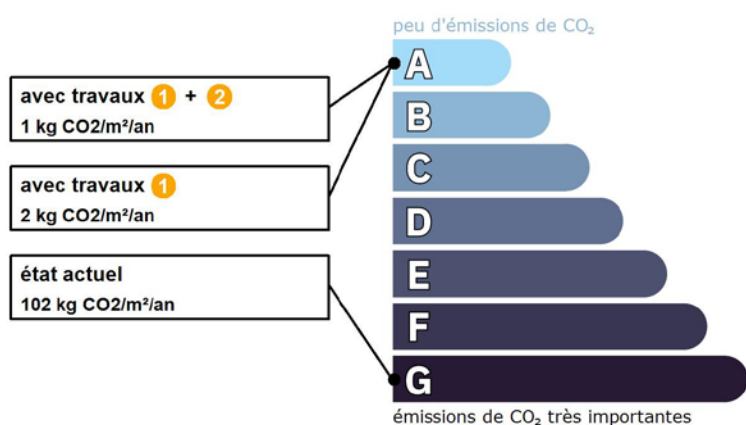 peu d'émissions de CO₂
avec travaux 1 + 2
1 kg CO2/m²/an
avec travaux 1
2 kg CO2/m²/an
état actuel
102 kg CO2/m²/an
A
B
C
D
E
F
G
émissions de CO₂ très importantes